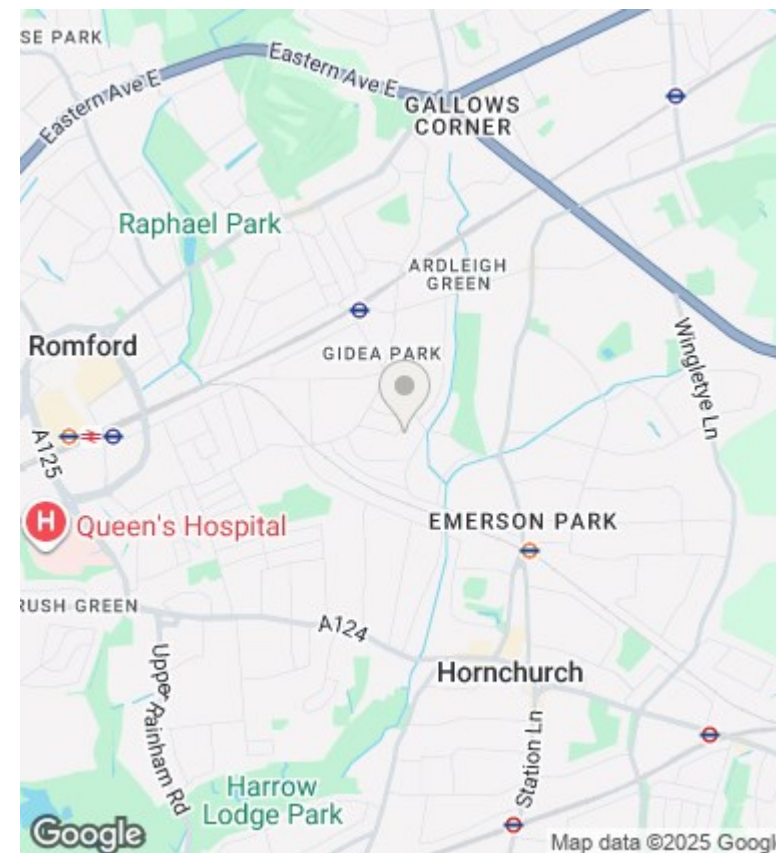 SE PARK
Eastern Ave E
Eastern Ave E
GALLOWS
CORNER
Raphael Park
ARDLEIGH
GREEN
Romford
GIDEA PARK
Wingletye Ln
A125
H
Queen's Hospital
EMERSON PARK
RUSH GREEN
A124
Upper Rainham Rd
Hornchurch
Station Ln
Harrow
Lodge Park
Google
Map data ©2025 Googl